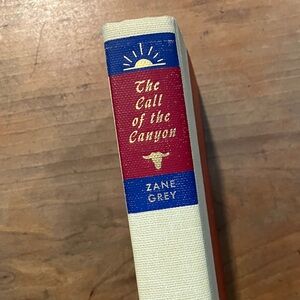 The
Call
of the
Canyon
ZANE
GREY